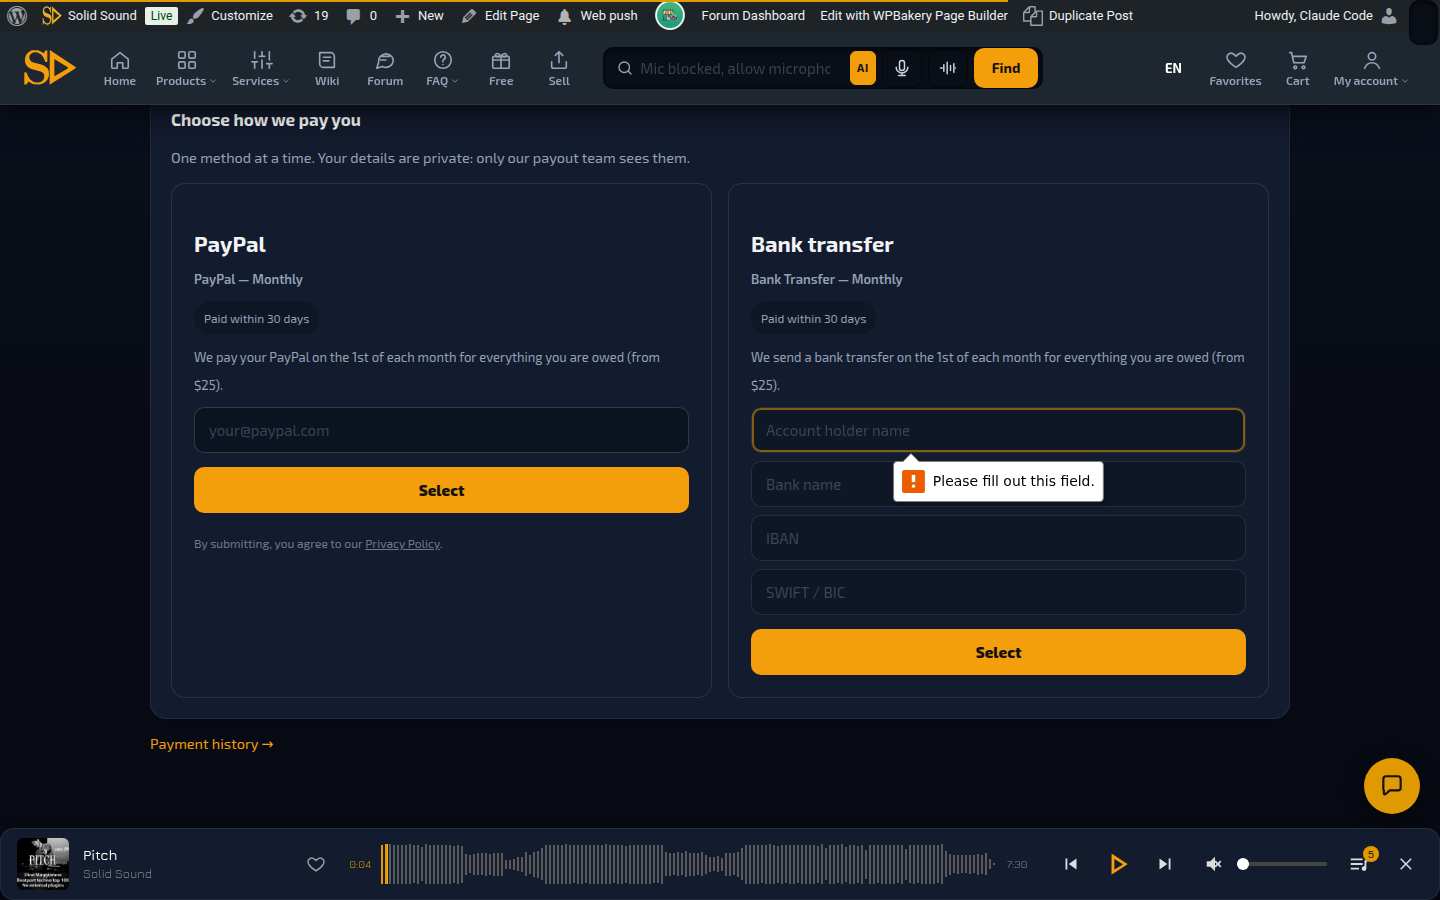 Solid Sound Live Customize 19 0 New Edit Page Web push Forum Dashboard Edit with WPBakery Page Builder Duplicate Post Howdy, Claude Code
Home Products Services Wiki Forum FAQ Free Sell
Mic blocked, allow micropho AI Find
EN Favorites Cart My account
Choose how we pay you
One method at a time. Your details are private: only our payout team sees them.
PayPal
PayPal — Monthly
Paid within 30 days
We pay your PayPal on the 1st of each month for everything you are owed (from
$25).
your@paypal.com
Select
By submitting, you agree to our Privacy Policy.
Bank transfer
Bank Transfer — Monthly
Paid within 30 days
We send a bank transfer on the 1st of each month for everything you are owed (from
$25).
Account holder name
Please fill out this field.
Bank name
IBAN
SWIFT / BIC
Select
Payment history →
PITCH
Pitch
Solid Sound
0:04
7:30
5